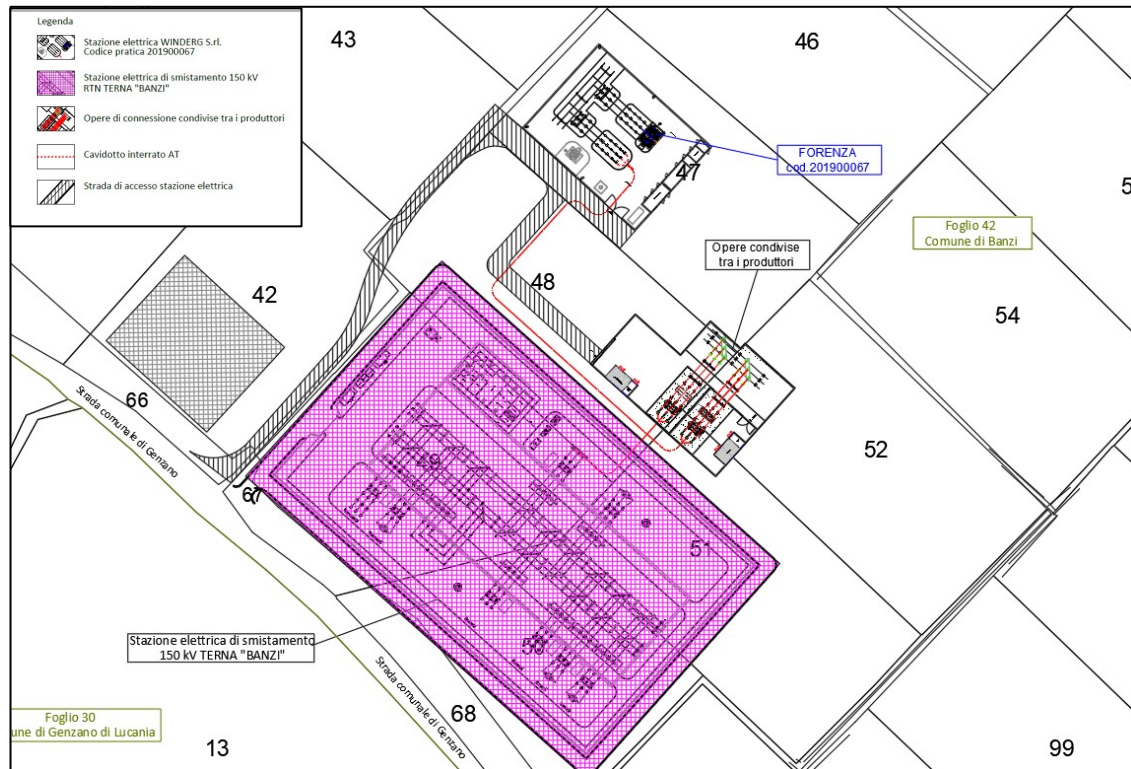 Legenda
Stazione elettrica WINDERG S.rl.
Codice pratica 201900067
Stazione elettrica di smistamento 150 kV
RTN TERNA "BANZI"
Opere di connessione condivise tra i produttori
Cavidotto interrato AT
Strada di accesso stazione elettrica
43
46
FORENZA
cod.201900067
47
5
Foglio 42
Comune di Banzi
Opere condivise
tra i produttori
48
42
54
66
Strada comunale di Genzano
52
49
67
51
Stazione elettrica di smistamento
150 kV TERNA "BANZI"
50
Strada comunale di Genzano
68
Foglio 30
une di Genzano di Lucania
13
99